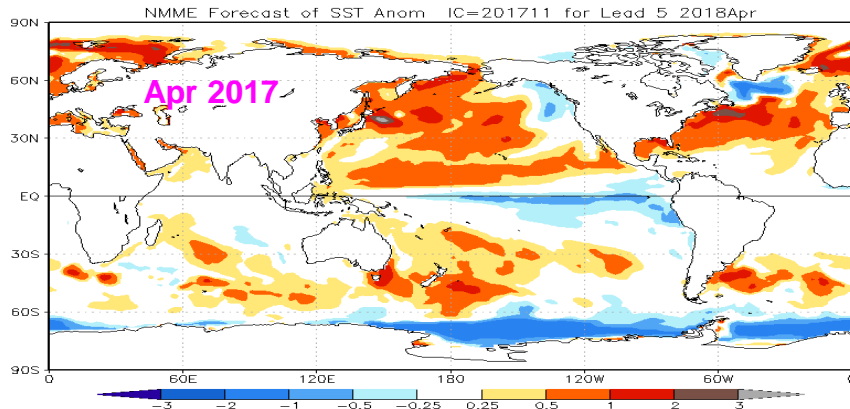 NMME Forecast of SST Anom IC=201711 for Lead 5 2018Apr
90N
60N
Apr 2017
30N
EQ
30S
60S
90S
0 60E 120E 180 120W 60W 0
-3 -2 -1 -0.5 -0.25 0.25 0.5 1 2 3